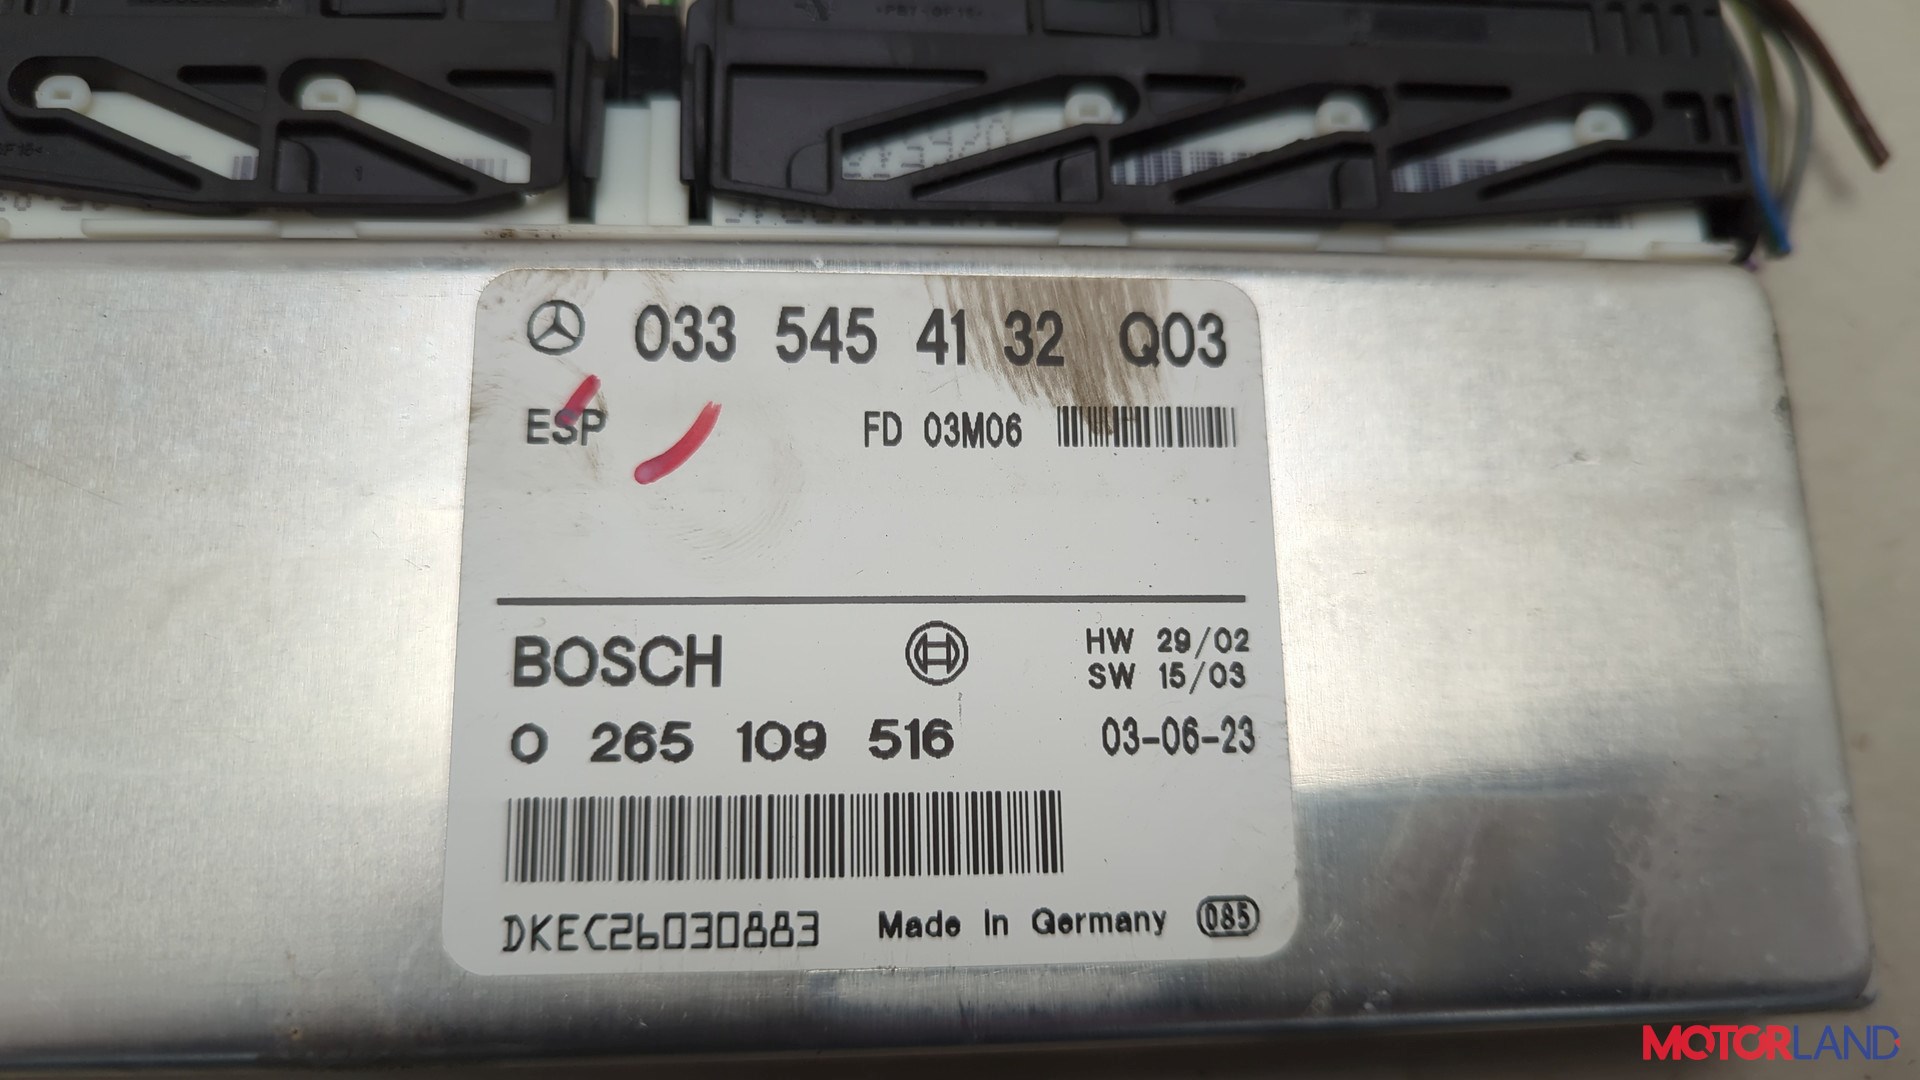 033 545 41 32 Q03
ESP
FD 03M06
BOSCH
HW 29/02
SW 15/03
0 265 109 516
03-06-23
DKEC26030883
Made In Germany
085
MOTORLAND